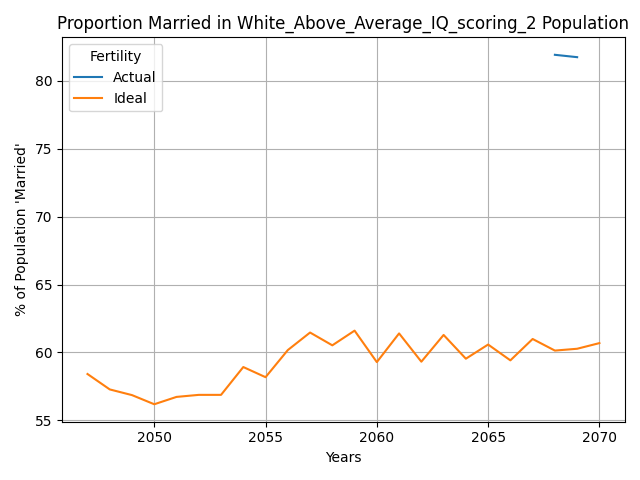 Proportion Married in White_Above_Average_IQ_scoring_2 Population
Fertility
Actual
Ideal
% of Population 'Married'
80
75
70
65
60
55
2050
2055
2060
2065
2070
Years